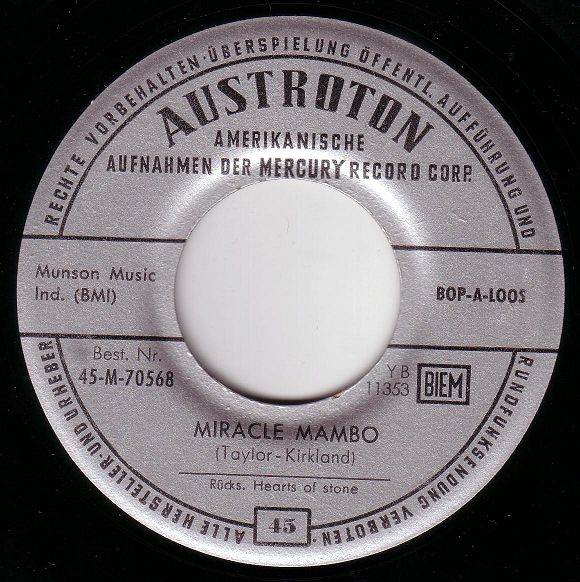 ALLE HERSTELLER-UND URHEBER RECHTE VORBEHALTEN·ÜBERSPIELUNG ÖFFENTL. AUFFÜHRUNG UND RUNDFUNKSENDUNG VERBOTEN·
AUSTROTON
AMERIKANISCHE
AUFNAHMEN DER MERCURY RECORD CORP.
Munson Music
Ind. (BMI)
BOP-A-LOOS
Best. Nr.
45-M-70568
YB
11353
BIEM
MIRACLE MAMBO
(Taylor-Kirkland)
Rücks. Hearts of stone
45